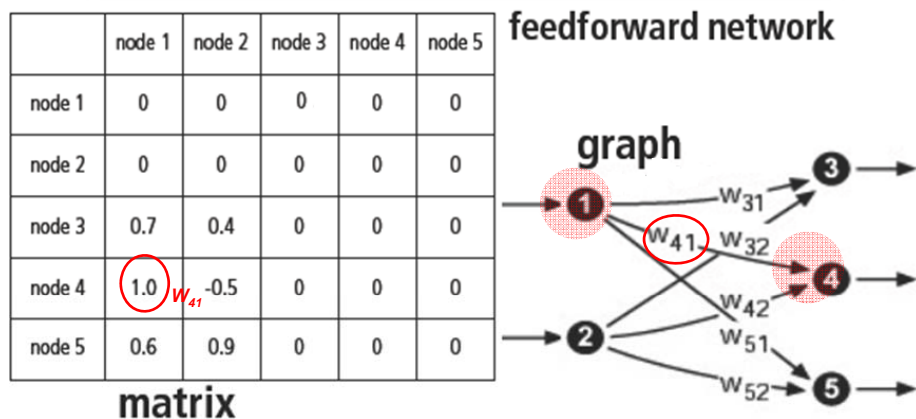 feedforward network
node 1 node 2 node 3 node 4 node 5
node 1 0 0 0 0 0
node 2 0 0 0 0 0
node 3 0.7 0.4 0 0 0
node 4 1.0 w41 -0.5 0 0 0
node 5 0.6 0.9 0 0 0
matrix
graph
1
2
3
4
5
w31
w41
w32
w42
w51
w52